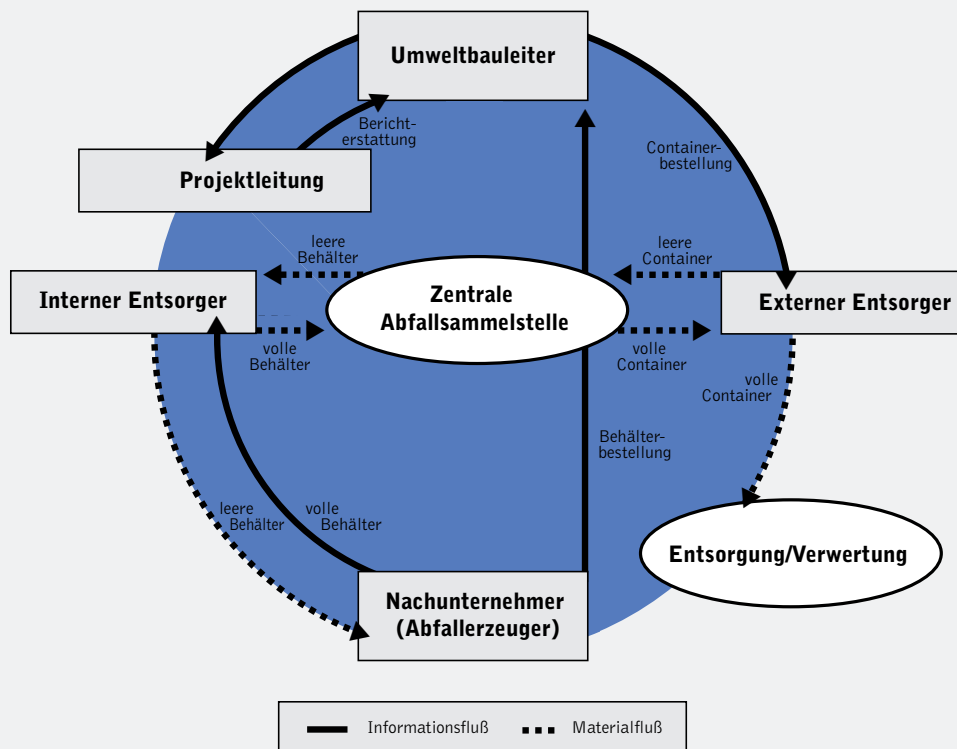 Umweltbauleiter
Bericht-
erstattung
Container-
bestellung
Projektleitung
leere
Behälter
leere
Container
Interner Entsorger
Zentrale
Abfallsammelstelle
Externer Entsorger
volle
Behälter
volle
Container
volle
Container
Behälter-
bestellung
leere
Behälter
volle
Behälter
Entsorgung/Verwertung
Nachunternehmer
(Abfallerzeuger)
Informationsfluß
Materialfluß